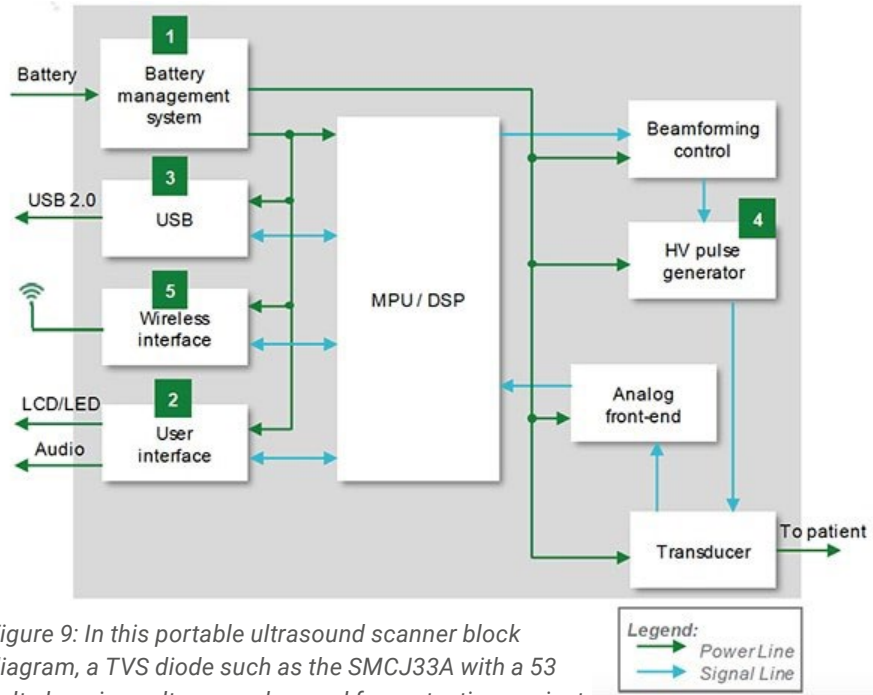 1
Battery
Battery
management
system
3
USB 2.0
USB
5
Wireless
interface
2
LCD/LED
User
interface
Audio
MPU / DSP
Beamforming
control
4
HV pulse
generator
Analog
front-end
Transducer
To patient
Figure 9: In this portable ultrasound scanner block
diagram, a TVS diode such as the SMCJ33A with a 53
Legend:
Power Line
Signal Line